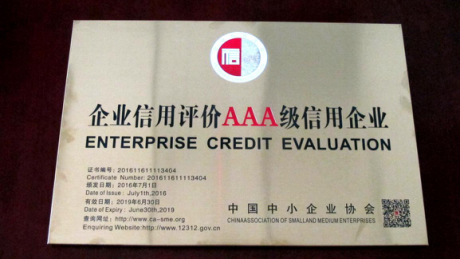 企业信用评价AAA级信用企业
ENTERPRISE CREDIT EVALUATION
证书编号: 201611611113404
Certificate Number: 201611611113404
颁发日期: 2016年7月1日
Date of Issue : July1th,2016
有效日期: 2019年6月30日
Date of Expiry : June30th,2019
查询网址: http://www.ca-sme.org
Enquiring Website:http://www.12312.gov.cn
中国中小企业协会
CHINAASSOCIATION OF SMALLAND MEDIUM ENTERPRISES